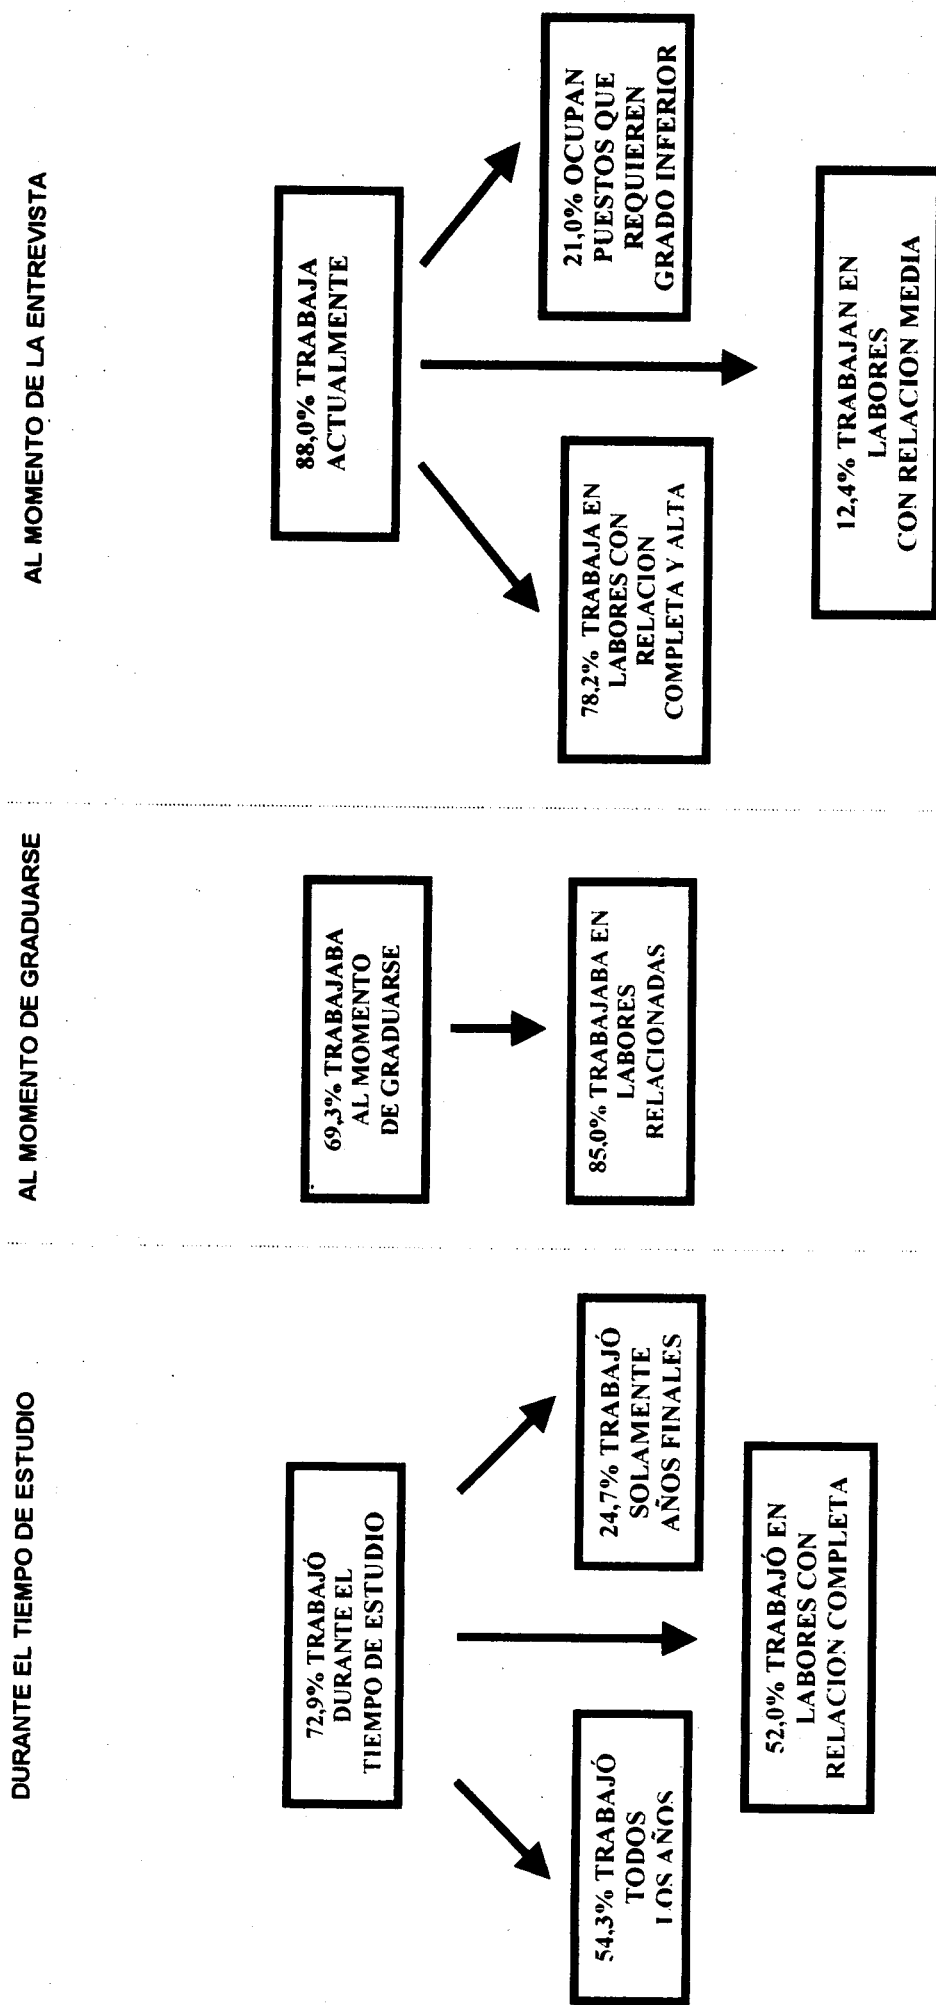 DURANTE EL TIEMPO DE ESTUDIO
72,9% TRABAJÓ
DURANTE EL
TIEMPO DE ESTUDIO
54,3% TRABAJÓ
TODOS
LOS AÑOS
24,7% TRABAJÓ
SOLAMENTE
AÑOS FINALES
52,0% TRABAJÓ EN
LABORES CON
RELACION COMPLETA
AL MOMENTO DE GRADUARSE
69,3% TRABAJABA
AL MOMENTO
DE GRADUARSE
85,0% TRABAJABA EN
LABORES
RELACIONADAS
AL MOMENTO DE LA ENTREVISTA
88,0% TRABAJA
ACTUALMENTE
78,2% TRABAJA EN
LABORES CON
RELACION
COMPLETA Y ALTA
21,0% OCUPAN
PUESTOS QUE
REQUIEREN
GRADO INFERIOR
12,4% TRABAJAN EN
LABORES
CON RELACION MEDIA